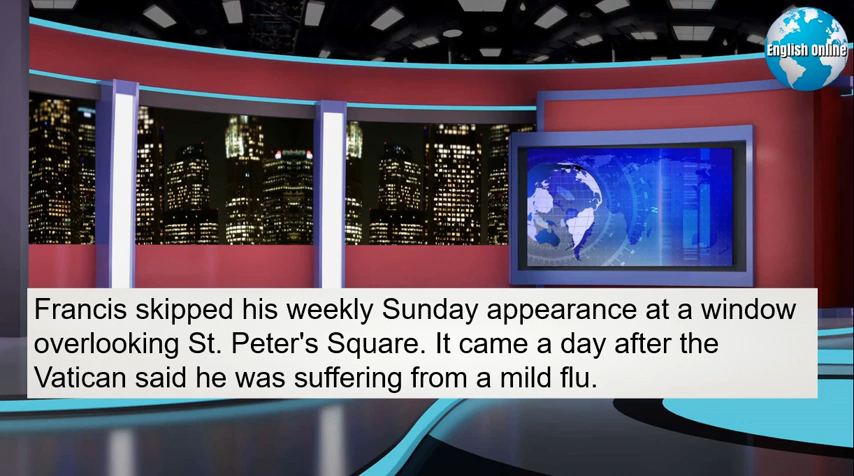 English Online
Francis skipped his weekly Sunday appearance at a window
overlooking St. Peter's Square. It came a day after the
Vatican said he was suffering from a mild flu.